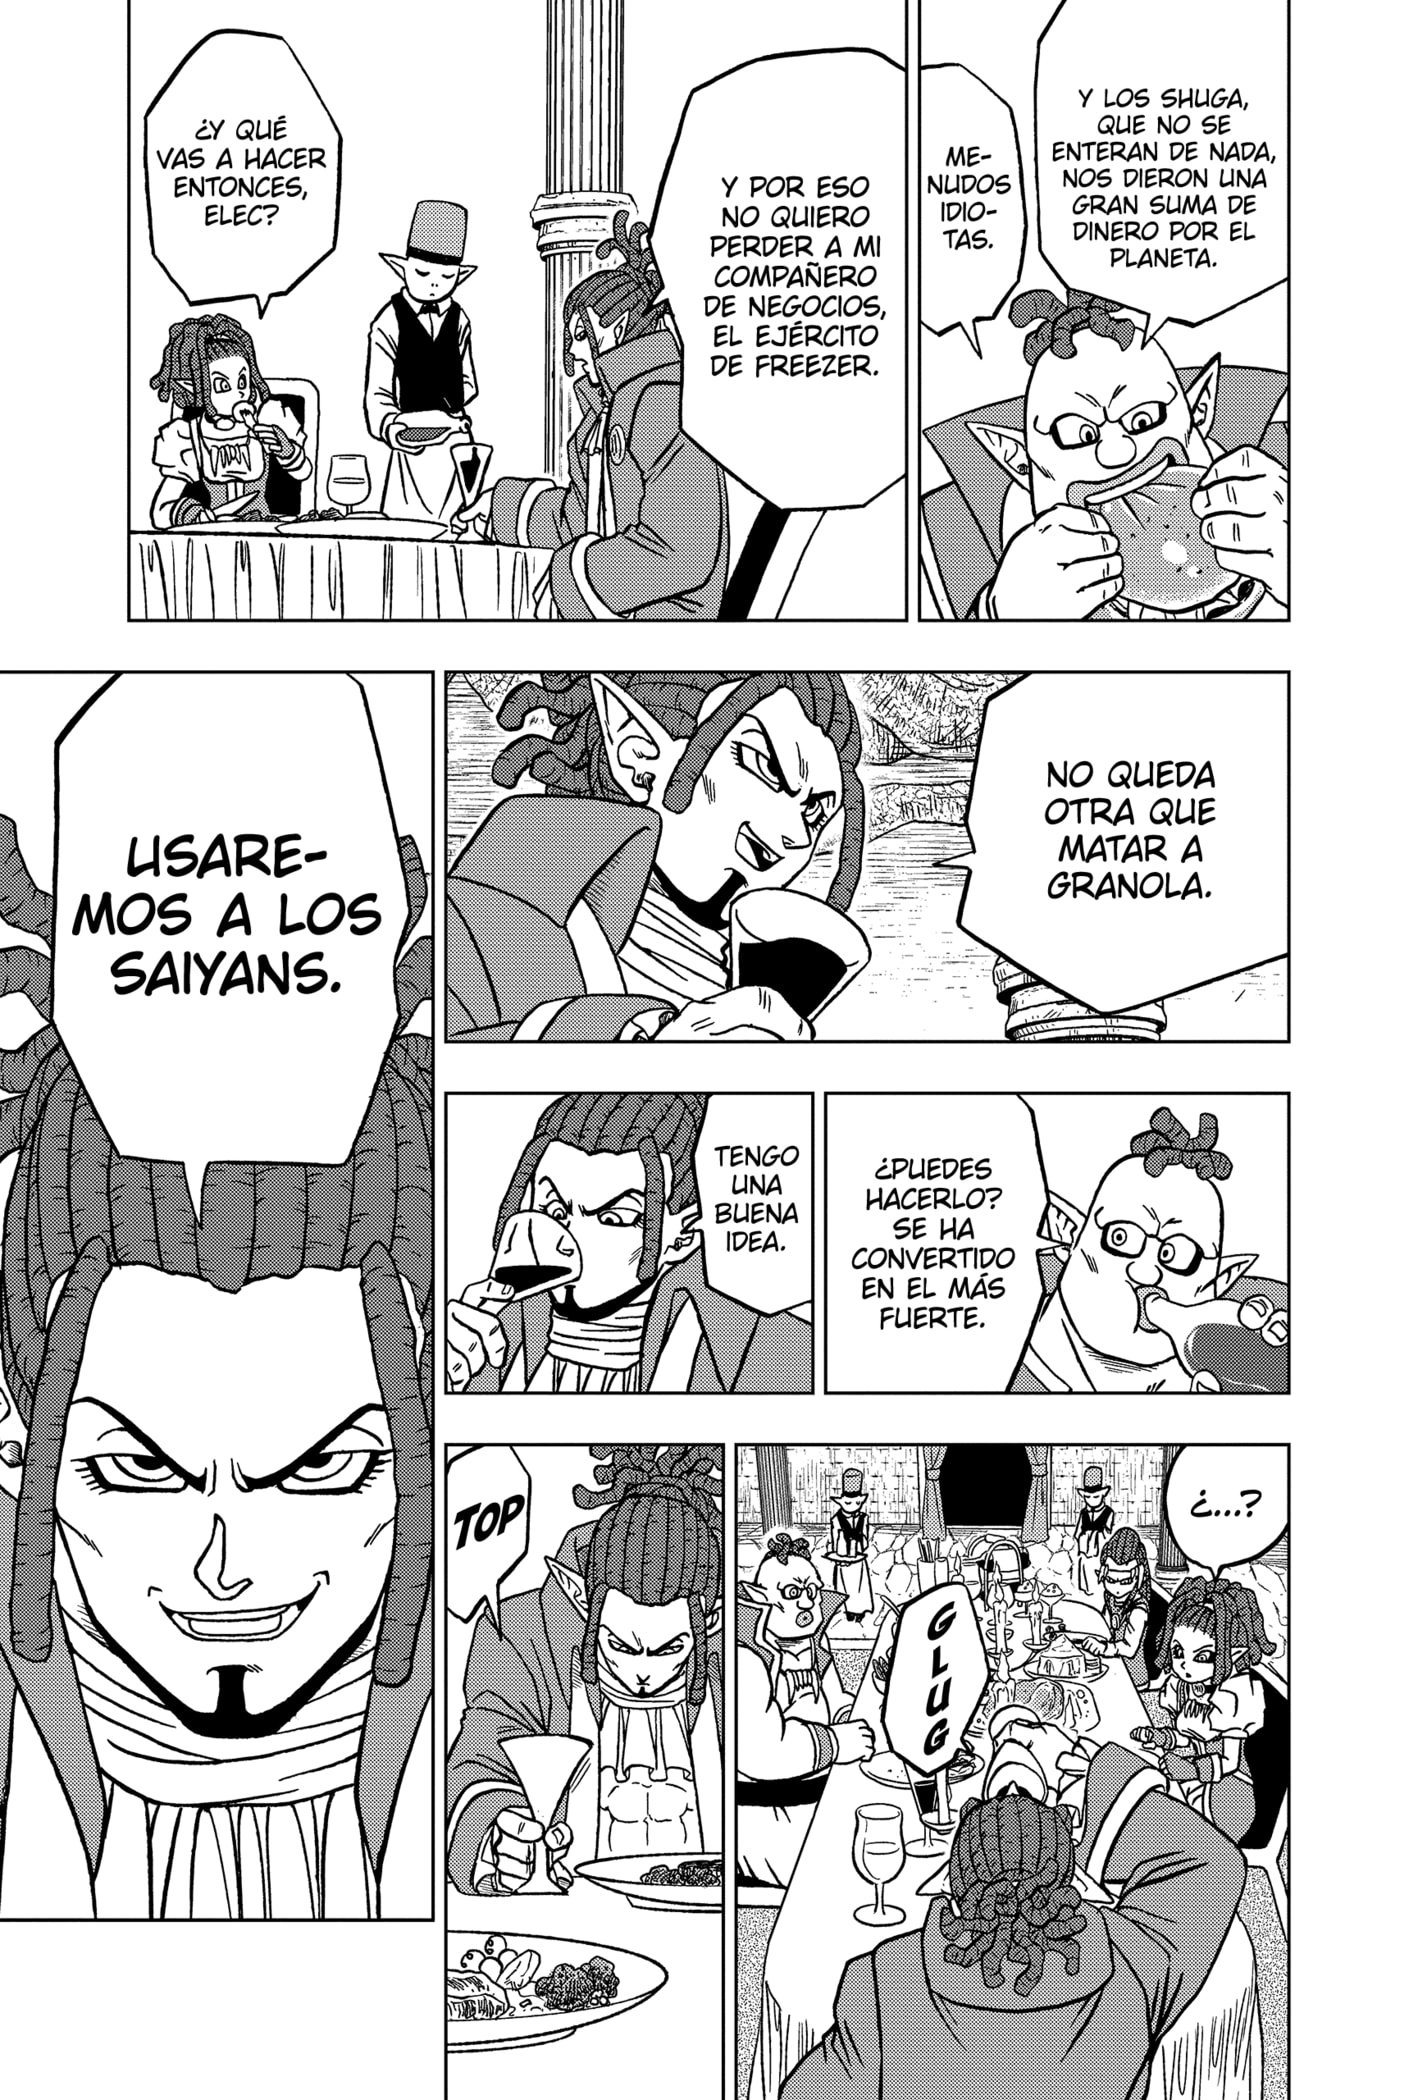 Y LOS SHUGA,
QUE NO SE
ENTERAN DE NADA,
NOS DIERON UNA
GRAN SUMA DE
DINERO POR EL
PLANETA.
ME-
NUDOS
IDIO-
TAS.
Y POR ESO
NO QUIERO
PERDER A MI
COMPAÑERO
DE NEGOCIOS,
EL EJÉRCITO
DE FREEZER.
¿Y QUÉ
VAS A HACER
ENTONCES,
ELEC?
NO QUEDA
OTRA QUE
MATAR A
GRANOLA.
¿PUEDES
HACERLO?
SE HA
CONVERTIDO
EN EL MÁS
FUERTE.
TENGO
UNA
BUENA
IDEA.
¿...?
GLUG
TOP
USARE-
MOS A LOS
SAIYANS.